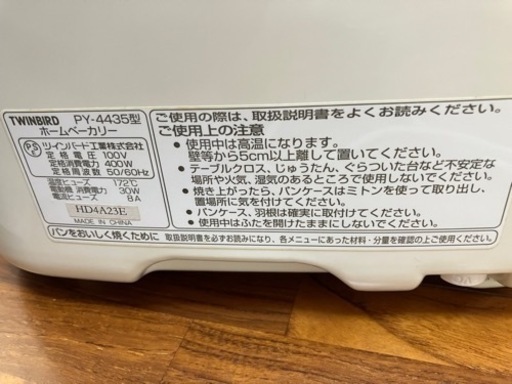 TWINBIRD PY-4435型
ホームベーカリー
PS E ツインバード工業株式会社
定格電圧 100V
定格消費電力 400W
定格周波数 50/60Hz
温度ヒューズ 172℃
電動機 消費電力 30W
電流ヒューズ 8A
HD4A23E
MADE IN CHINA
ご使用の際は、取扱説明書をよくお読みください。
ご使用上の注意
• 使用中は高温になります。
壁等から5cm以上離して置いてください。
• テーブルクロス、じゅうたん、ぐらついた台など不安定な
場所や火気、湿気のあるところで使用しないでください。
• 焼き上がったら、パンケースはミトンを使って取り出し、
置場所に気を付けてください。
• パンケース、羽根は確実に取付けてください。
• 使用中はふたを開けたままにしないでください。
パンをおいしく焼くために 取扱説明書を必ずお読みになり、各メニューにあった材料・分量を確認してご使用ください。